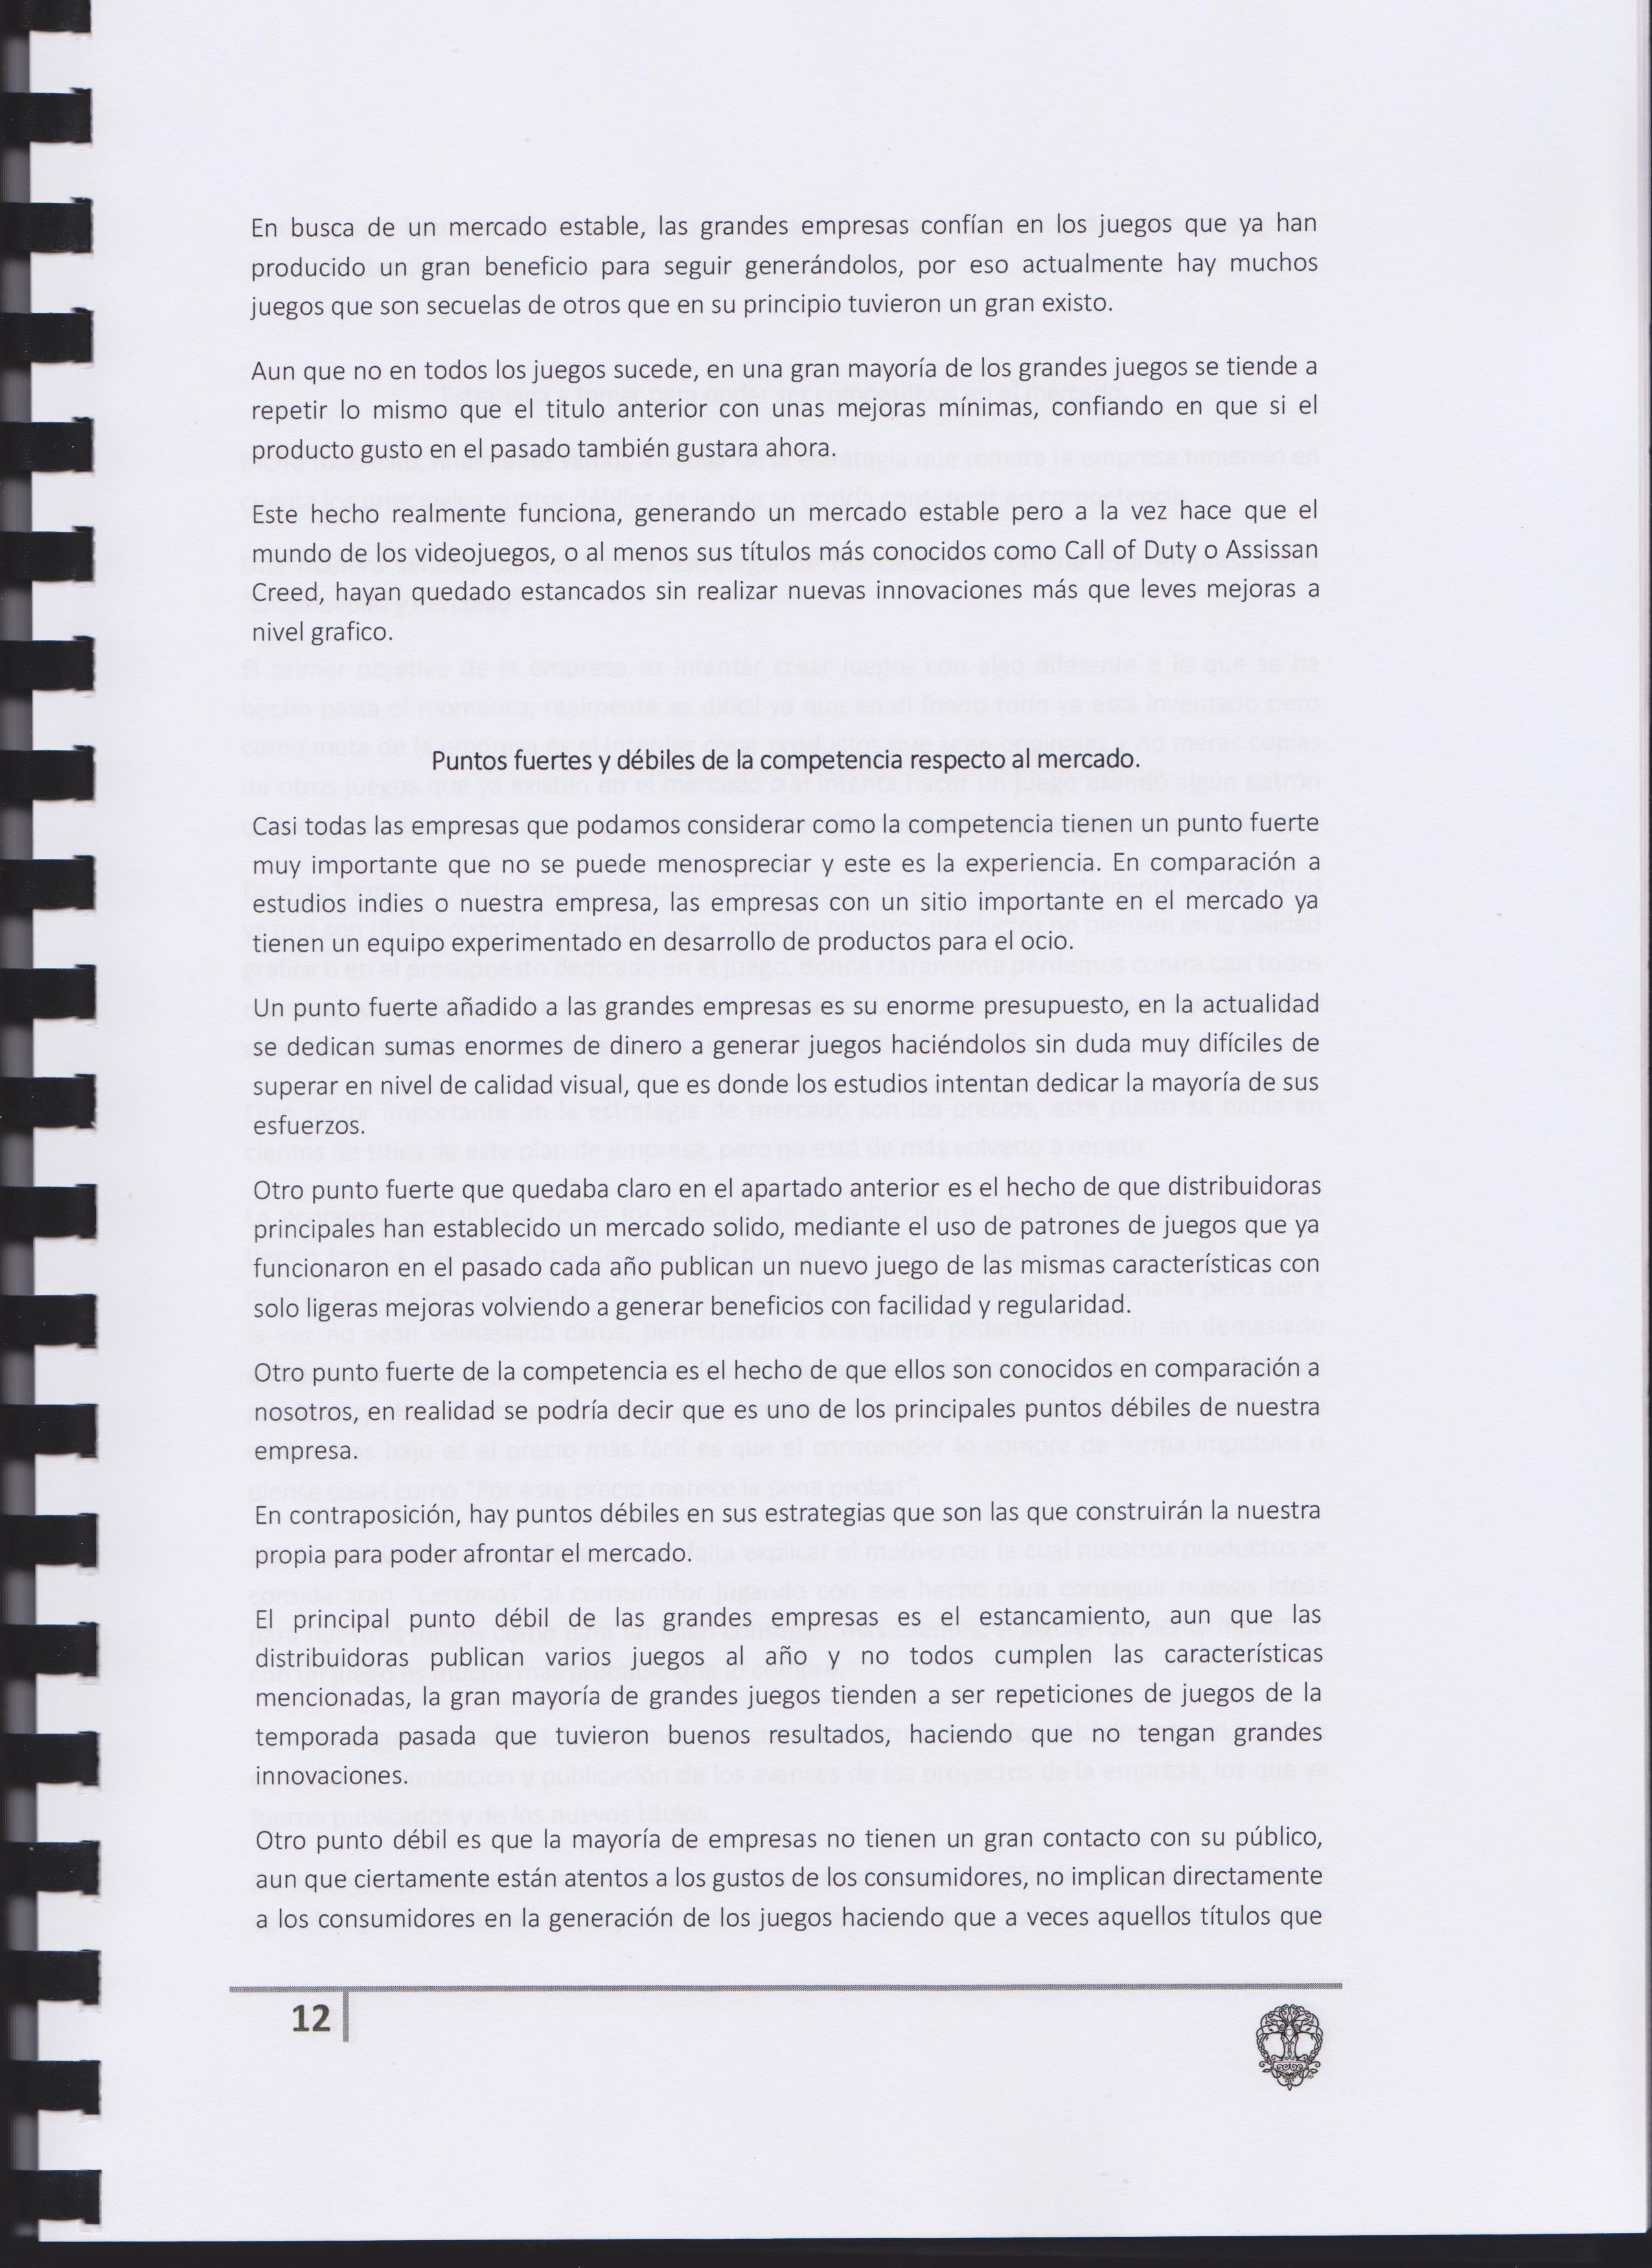 En busca de un mercado estable, las grandes empresas confían en los juegos que ya han
producido un gran beneficio para seguir generándolos, por eso actualmente hay muchos
juegos que son secuelas de otros que en su principio tuvieron un gran existo.
Aun que no en todos los juegos sucede, en una gran mayoría de los grandes juegos se tiende a
repetir lo mismo que el titulo anterior con unas mejoras mínimas, confiando en que si el
producto gusto en el pasado también gustara ahora.
Este hecho realmente funciona, generando un mercado estable pero a la vez hace que el
mundo de los videojuegos, o al menos sus títulos más conocidos como Call of Duty o Assissan
Creed, hayan quedado estancados sin realizar nuevas innovaciones más que leves mejoras a
nivel grafico.
Puntos fuertes y débiles de la competencia respecto al mercado.
Casi todas las empresas que podamos considerar como la competencia tienen un punto fuerte
muy importante que no se puede menospreciar y este es la experiencia. En comparación a
estudios indies o nuestra empresa, las empresas con un sitio importante en el mercado ya
tienen un equipo experimentado en desarrollo de productos para el ocio.
Un punto fuerte añadido a las grandes empresas es su enorme presupuesto, en la actualidad
se dedican sumas enormes de dinero a generar juegos haciéndolos sin duda muy difíciles de
superar en nivel de calidad visual, que es donde los estudios intentan dedicar la mayoría de sus
esfuerzos.
Otro punto fuerte que quedaba claro en el apartado anterior es el hecho de que distribuidoras
principales han establecido un mercado solido, mediante el uso de patrones de juegos que ya
funcionaron en el pasado cada año publican un nuevo juego de las mismas características con
solo ligeras mejoras volviendo a generar beneficios con facilidad y regularidad.
Otro punto fuerte de la competencia es el hecho de que ellos son conocidos en comparación a
nosotros, en realidad se podría decir que es uno de los principales puntos débiles de nuestra
empresa.
En contraposición, hay puntos débiles en sus estrategias que son las que construirán la nuestra
propia para poder afrontar el mercado.
El principal punto débil de las grandes empresas es el estancamiento, aun que las
distribuidoras publican varios juegos al año y no todos cumplen las características
mencionadas, la gran mayoría de grandes juegos tienden a ser repeticiones de juegos de la
temporada pasada que tuvieron buenos resultados, haciendo que no tengan grandes
innovaciones.
Otro punto débil es que la mayoría de empresas no tienen un gran contacto con su público,
aun que ciertamente están atentos a los gustos de los consumidores, no implican directamente
a los consumidores en la generación de los juegos haciendo que a veces aquellos títulos que
12